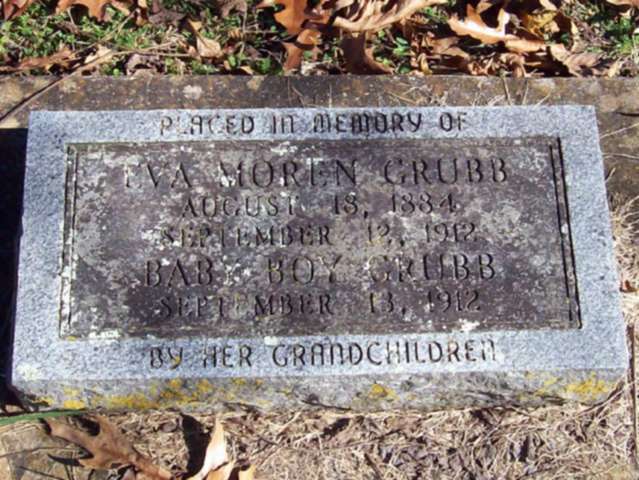 PLACED IN MEMORY OF
EVA MOREN GRUBB
AUGUST 18, 1884
SEPTEMBER 12, 1912
BABY BOY GRUBB
SEPTEMBER 13, 1912
BY HER GRANDCHILDREN